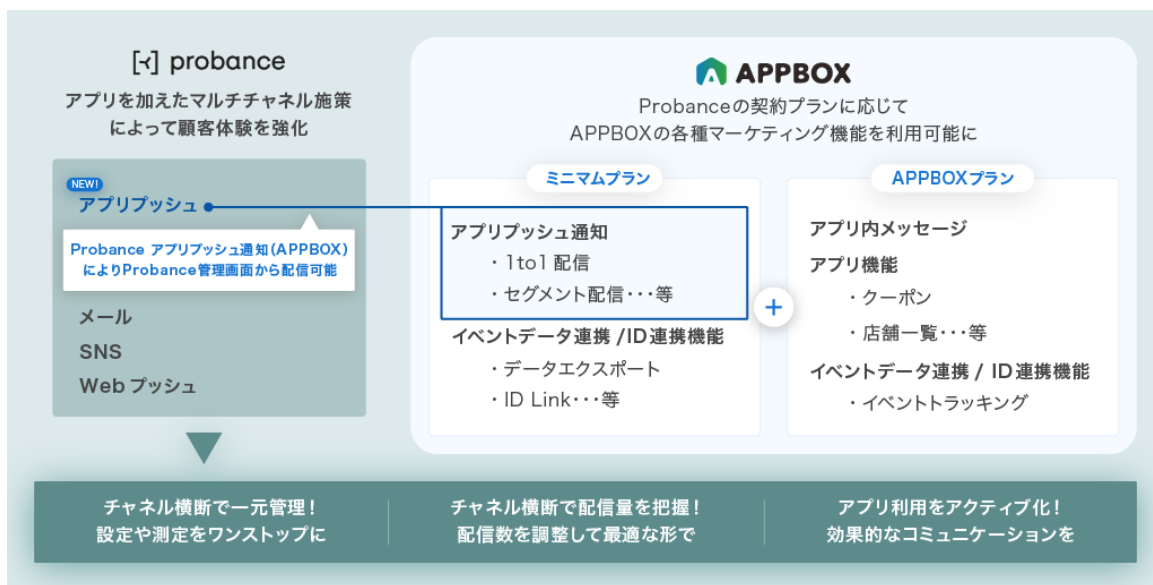 probance
アプリを加えたマルチチャネル施策
によって顧客体験を強化
NEW!
アプリプッシュ
Probance アプリプッシュ通知(APPBOX)
によりProbance管理画面から配信可能
メール
SNS
Web プッシュ
APPBOX
Probanceの契約プランに応じて
APPBOXの各種マーケティング機能を利用可能に
ミニマムプラン
アプリプッシュ通知
・1to1 配信
・セグメント配信・・・等
イベントデータ連携 /ID連携機能
・データエクスポート
・ID Link・・・等
+
APPBOXプラン
アプリ内メッセージ
アプリ機能
・クーポン
・店舗一覧・・・等
イベントデータ連携 / ID連携機能
・イベントトラッキング
チャネル横断で一元管理!
設定や測定をワンストップに
チャネル横断で配信量を把握!
配信数を調整して最適な形で
アプリ利用をアクティブ化!
効果的なコミュニケーションを